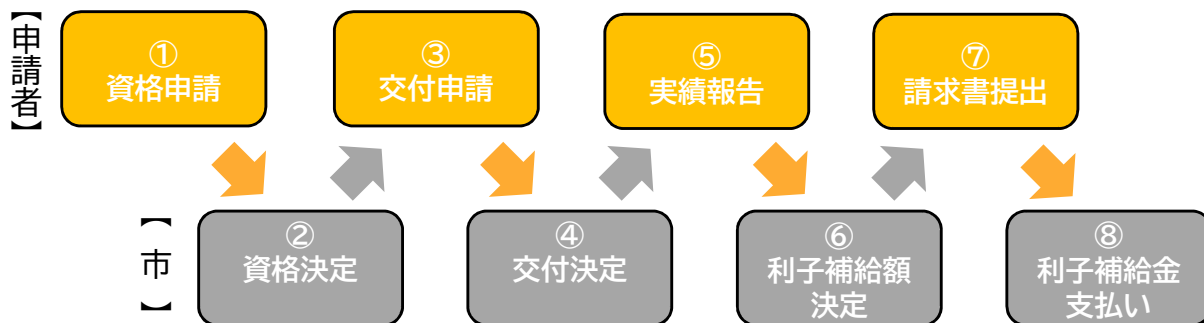 【申請者】
①
資格申請
③
交付申請
⑤
実績報告
⑦
請求書提出
【市】
②
資格決定
④
交付決定
⑥
利子補給額
決定
⑧
利子補給金
支払い